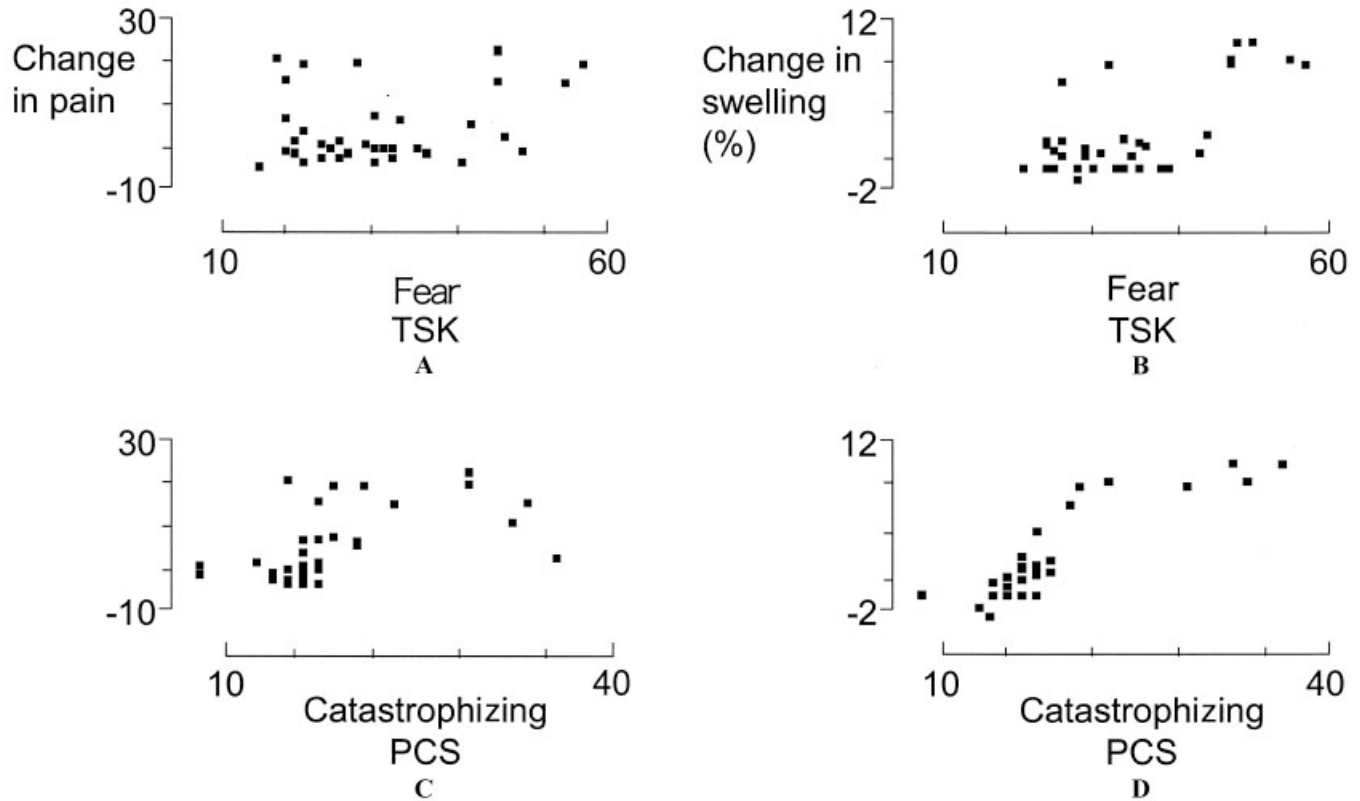 30
Change
in pain
-10
10
60
Fear
TSK
A
12
Change in
swelling
(%)
-2
10
60
Fear
TSK
B
30
-10
10
40
Catastrophizing
PCS
C
12
-2
10
40
Catastrophizing
PCS
D